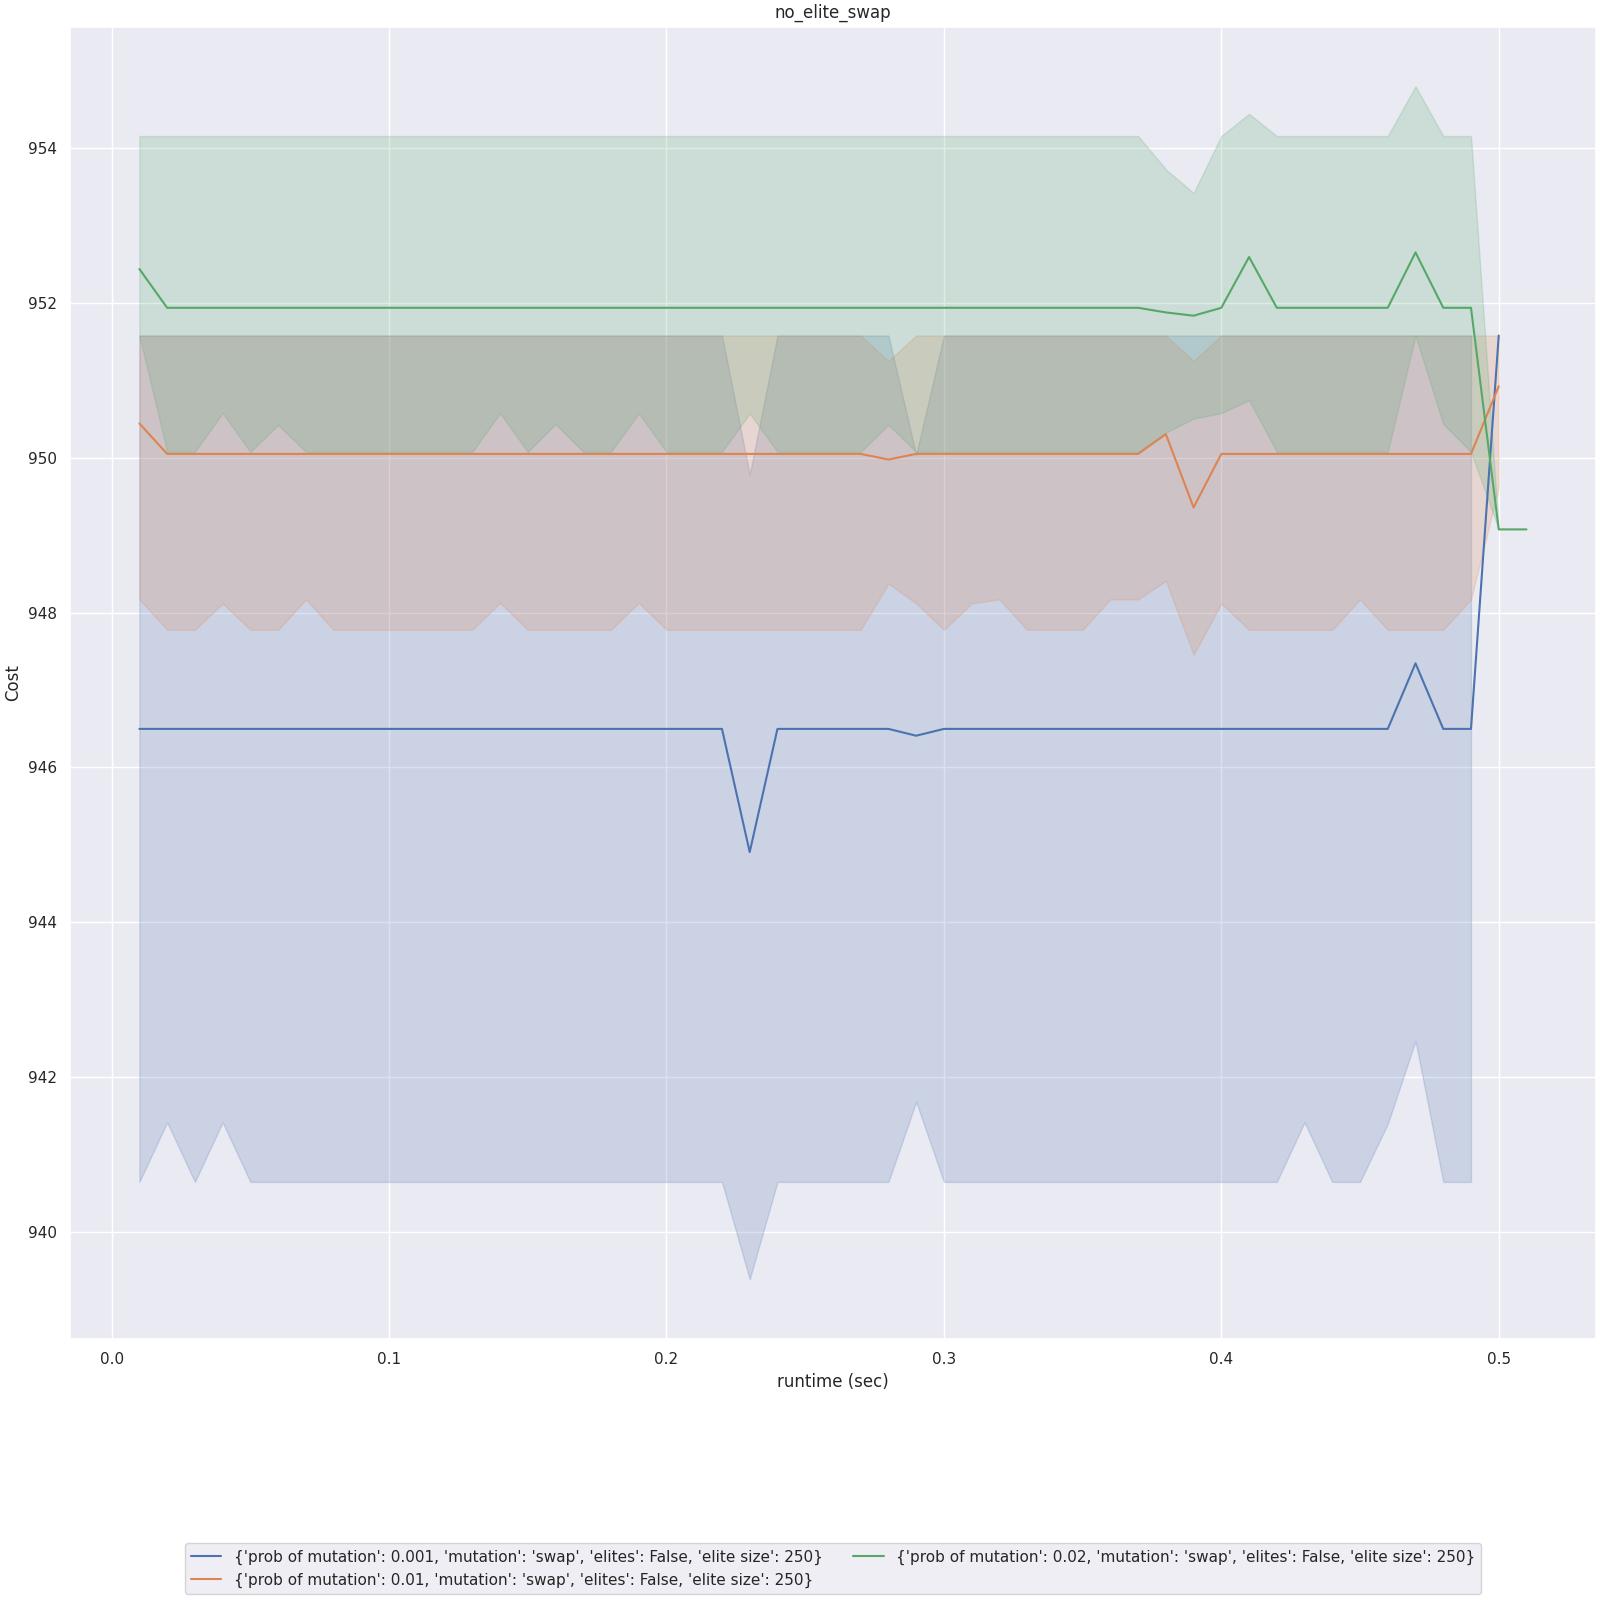 no_elite_swap
954
952
950
948
946
944
942
940
Cost
0.0 0.1 0.2 0.3 0.4 0.5
runtime (sec)
{'prob of mutation': 0.001, 'mutation': 'swap', 'elites': False, 'elite size': 250}
{'prob of mutation': 0.01, 'mutation': 'swap', 'elites': False, 'elite size': 250}
{'prob of mutation': 0.02, 'mutation': 'swap', 'elites': False, 'elite size': 250}